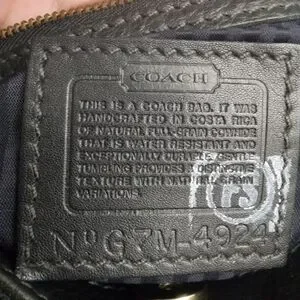 COACH
THIS IS A COACH BAG. IT WAS
HANDCRAFTED IN COSTA RICA
OF NATURAL FULL-GRAIN COWHIDE
THAT IS WATER RESISTANT AND
EXCEPTIONALLY DURABLE. GENTLE
TUMBLING PROVIDES A DISTINCTIVE
TEXTURE WITH NATURAL GRAIN
VARIATIONS.
Nº G7M-4924